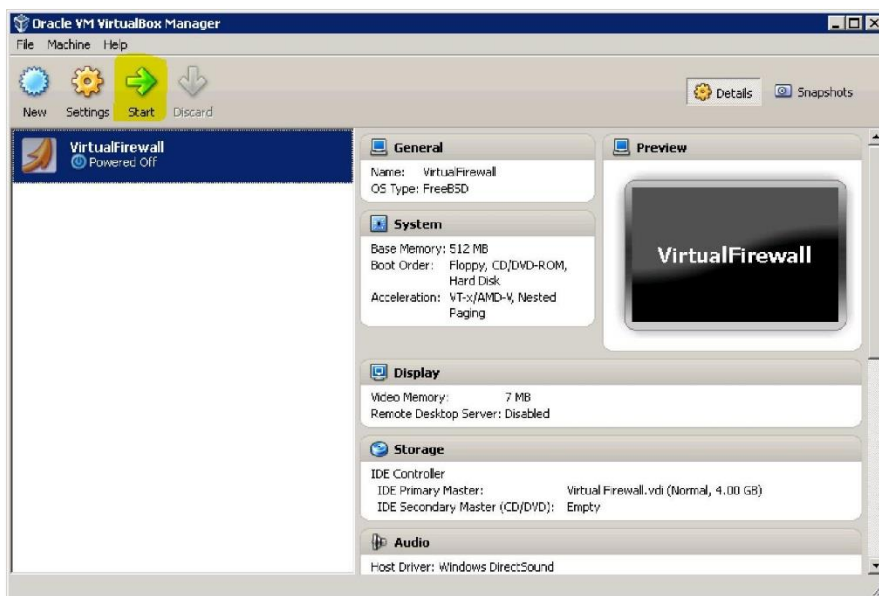 Oracle VM VirtualBox Manager
File Machine Help
New Settings Start Discard
Details Snapshots
VirtualFirewall
Powered Off
General
Name: VirtualFirewall
OS Type: FreeBSD
System
Base Memory: 512 MB
Boot Order: Floppy, CD/DVD-ROM,
Hard Disk
Acceleration: VT-x/AMD-V, Nested
Paging
Preview
VirtualFirewall
Display
Video Memory: 7 MB
Remote Desktop Server: Disabled
Storage
IDE Controller
IDE Primary Master: Virtual Firewall.vdi (Normal, 4.00 GB)
IDE Secondary Master (CD/DVD): Empty
Audio
Host Driver: Windows DirectSound